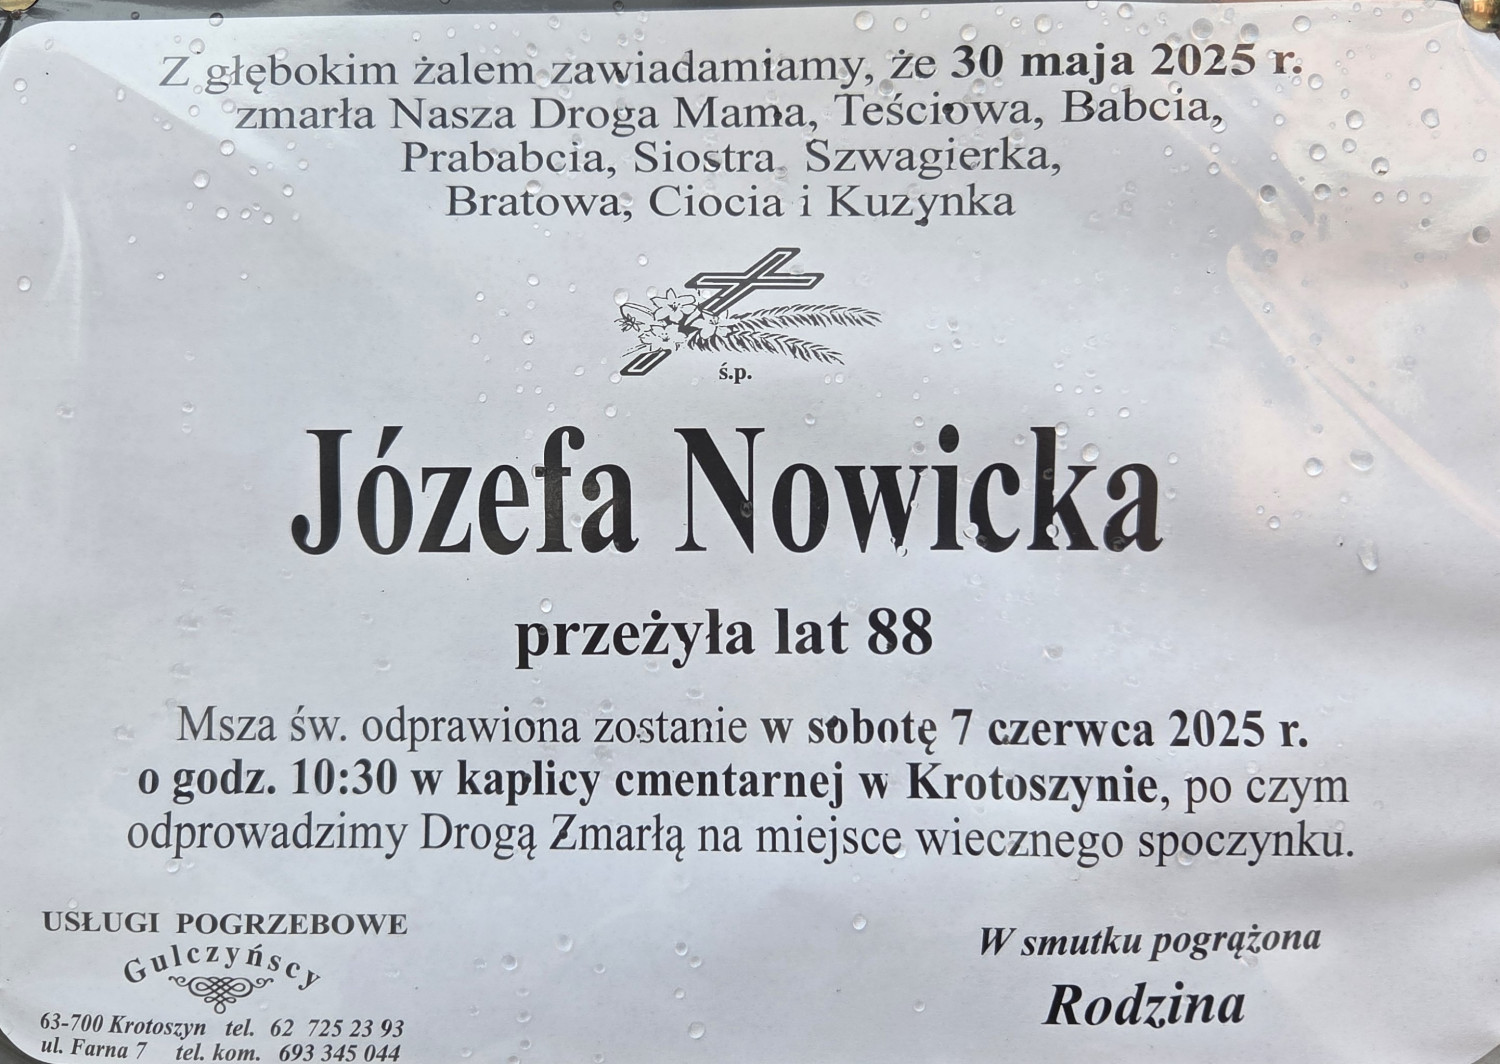 Z głębokim żalem zawiadamiamy, że 30 maja 2025 r.
zmarła Nasza Droga Mama, Teściowa, Babcia,
Prababcia, Siostra, Szwagierka,
Bratowa, Ciocia i Kuzynka
ś.p.
Józefa Nowicka
przeżyła lat 88
Msza św. odprawiona zostanie w sobotę 7 czerwca 2025 r.
o godz. 10:30 w kaplicy cmentarnej w Krotoszynie, po czym
odprowadzimy Drogą Zmarłą na miejsce wiecznego spoczynku.
USŁUGI POGRZEBOWE
Gulczyńscy
63-700 Krotoszyn tel. 62 725 23 93
ul. Farna 7 tel. kom. 693 345 044
W smutku pogrążona
Rodzina